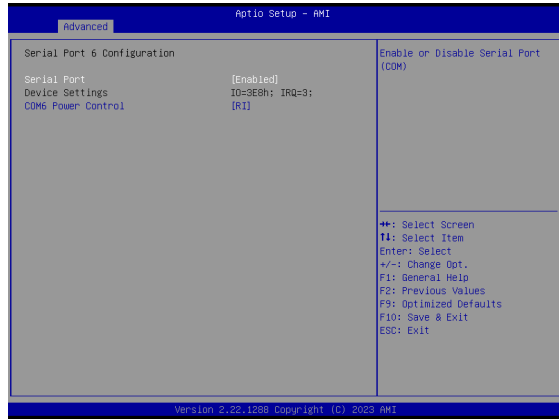 Aptio Setup - AMI
Advanced
Serial Port 6 Configuration
Serial Port [Enabled]
Device Settings IO=3E8h; IRQ=3;
COM6 Power Control [RI]
Enable or Disable Serial Port
(COM)
→←: Select Screen
↑↓: Select Item
Enter: Select
+/-: Change Opt.
F1: General Help
F2: Previous Values
F9: Optimized Defaults
F10: Save & Exit
ESC: Exit
Version 2.22.1288 Copyright (C) 2023 AMI